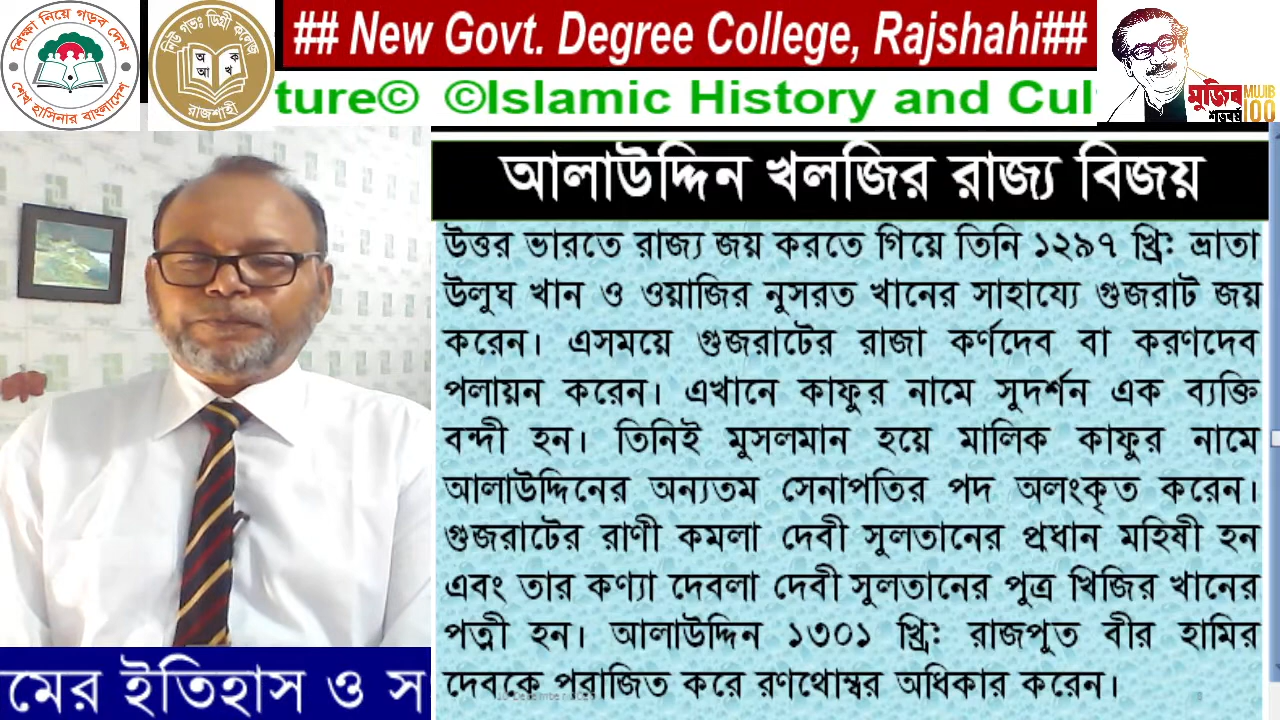 শিক্ষা নিয়ে গড়ব দেশ
শেখ হাসিনার বাংলাদেশ
নিউ গভঃ ডিগ্রী কলেজ
অ ক
আ খ
রাজশাহী
## New Govt. Degree College, Rajshahi##
ture© ©Islamic History and Cul
মুজিব
শতবর্ষ
MUJIB
100
আলাউদ্দিন খলজির রাজ্য বিজয়
উত্তর ভারতে রাজ্য জয় করতে গিয়ে তিনি ১২৯৭ খ্রি: ভ্রাতা
উলুঘ খান ও ওয়াজির নুসরত খানের সাহায্যে গুজরাট জয়
করেন। এসময়ে গুজরাটের রাজা কর্ণদেব বা করণদেব
পলায়ন করেন। এখানে কাফুর নামে সুদর্শন এক ব্যক্তি
বন্দী হন। তিনিই মুসলমান হয়ে মালিক কাফুর নামে
আলাউদ্দিনের অন্যতম সেনাপতির পদ অলংকৃত করেন।
গুজরাটের রাণী কমলা দেবী সুলতানের প্রধান মহিষী হন
এবং তার কণ্যা দেবলা দেবী সুলতানের পুত্র খিজির খানের
পত্নী হন। আলাউদ্দিন ১৩০১ খ্রি: রাজপুত বীর হামির
দেবকে পরাজিত করে রণথোম্বর অধিকার করেন।
মের ইতিহাস ও স